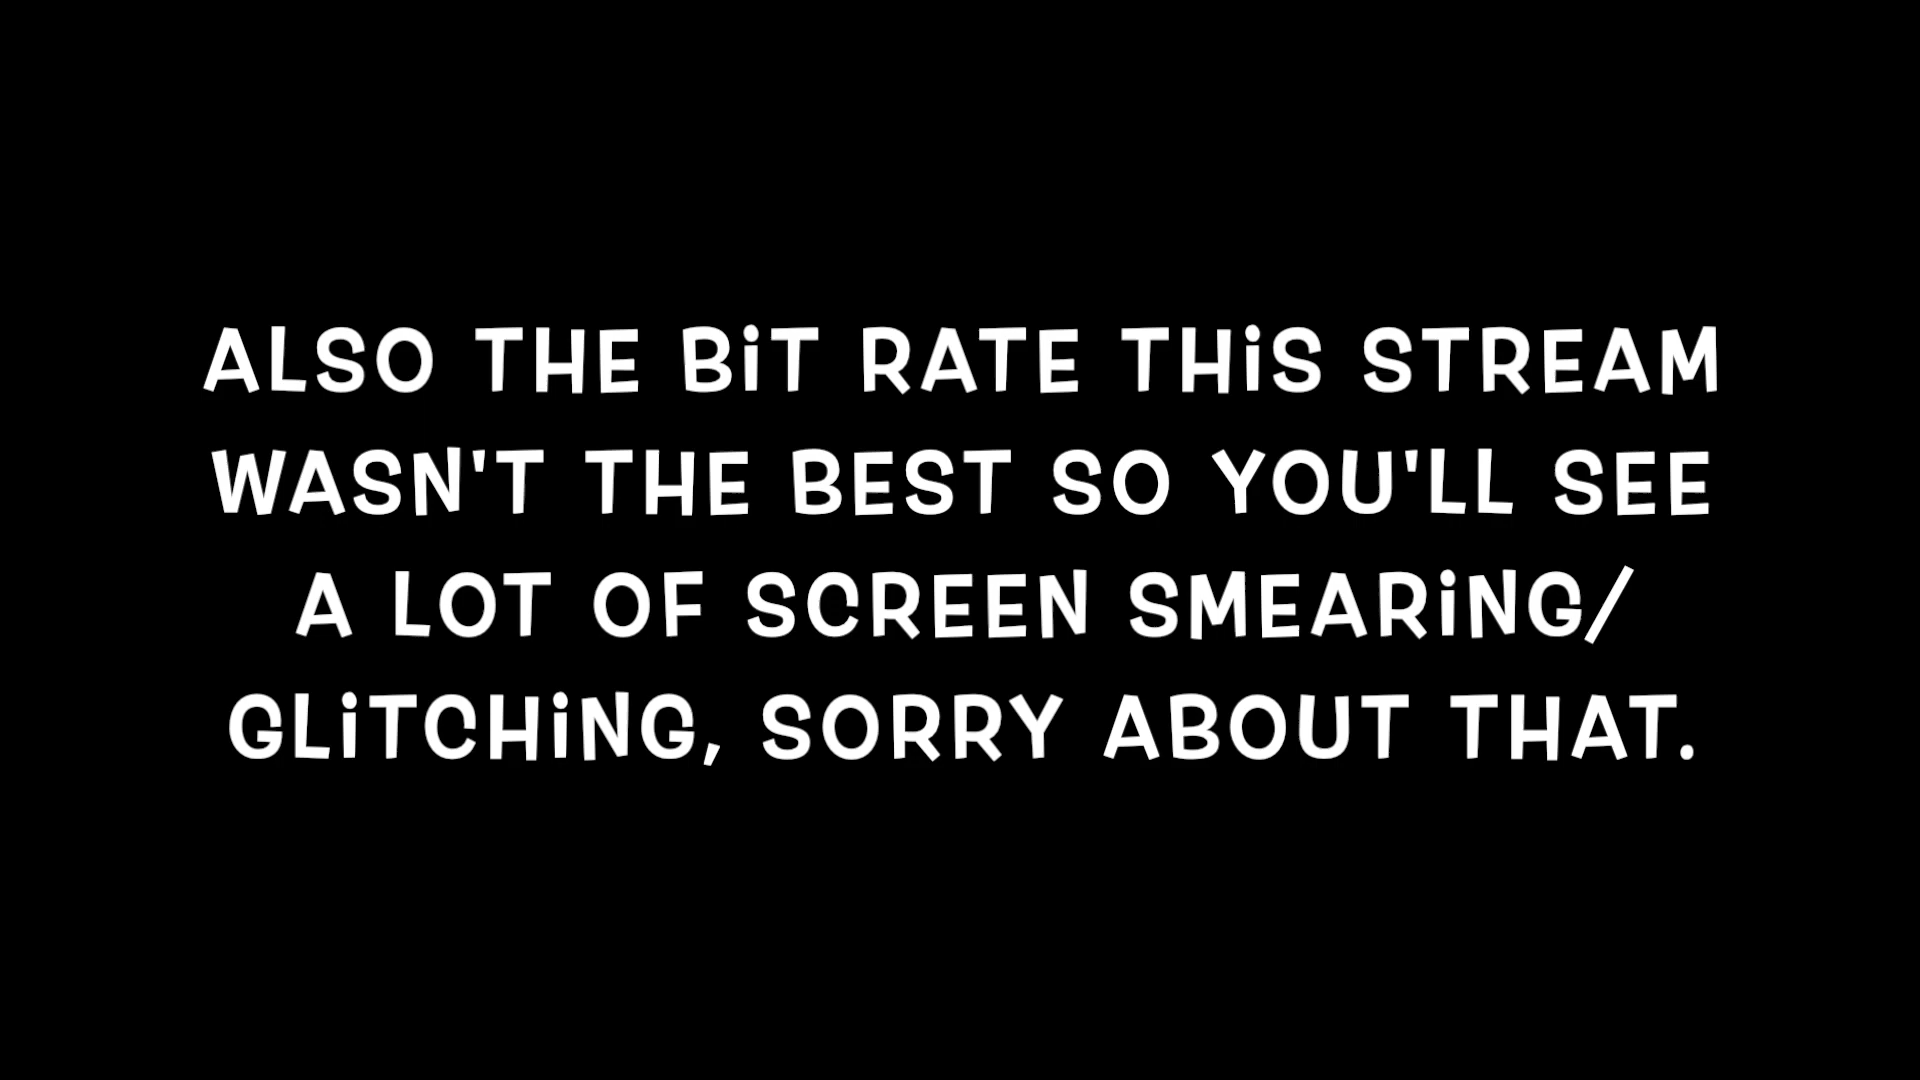 ALSO THE BiT RATE THiS STREAM
WASN'T THE BEST SO YOU'LL SEE
A LOT OF SCREEN SMEARiNG/
GLiTCHiNG, SORRY ABOUT THAT.